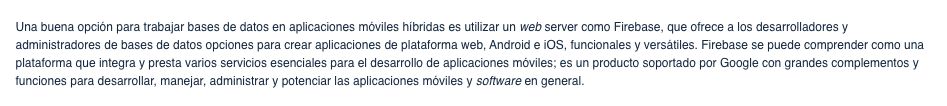 Una buena opción para trabajar bases de datos en aplicaciones móviles híbridas es utilizar un web server como Firebase, que ofrece a los desarrolladores y
administradores de bases de datos opciones para crear aplicaciones de plataforma web, Android e iOS, funcionales y versátiles. Firebase se puede comprender como una
plataforma que integra y presta varios servicios esenciales para el desarrollo de aplicaciones móviles; es un producto soportado por Google con grandes complementos y
funciones para desarrollar, manejar, administrar y potenciar las aplicaciones móviles y software en general.